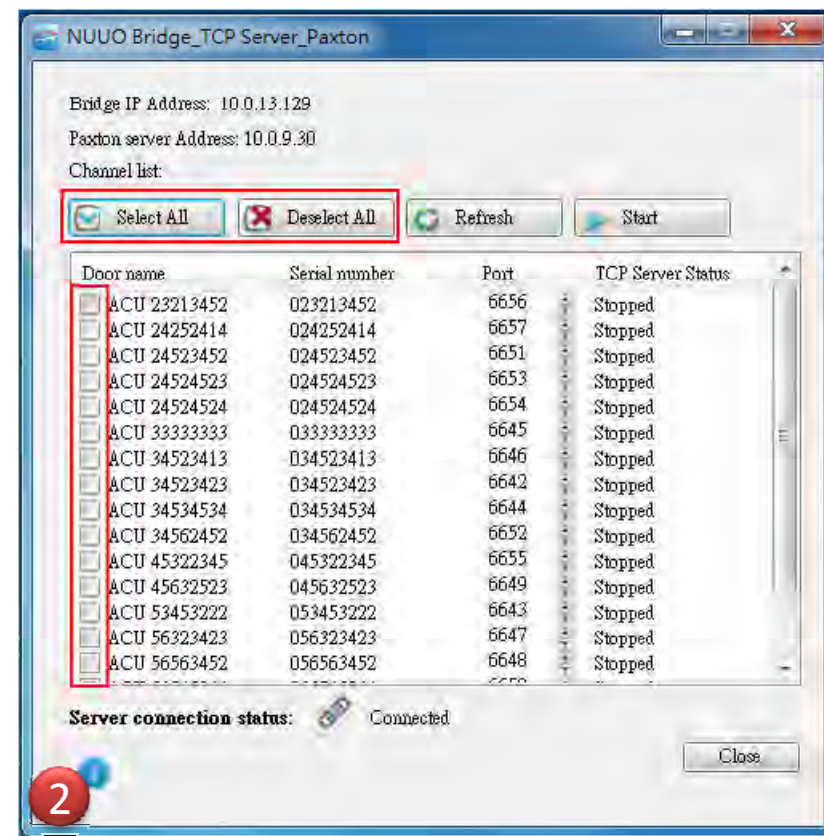 NUUO Bridge_TCP Server_Paxton
Bridge IP Address: 10.0.13.129
Paxton server Address: 10.0.9.30
Channel list:
Select All Deselect All Refresh Start
Door name Serial number Port TCP Server Status
ACU 23213452 023213452 6656 Stopped
ACU 24252414 024252414 6657 Stopped
ACU 24523452 024523452 6651 Stopped
ACU 24524523 024524523 6653 Stopped
ACU 24524524 024524524 6654 Stopped
ACU 33333333 033333333 6645 Stopped
ACU 34523413 034523413 6646 Stopped
ACU 34523423 034523423 6642 Stopped
ACU 34534534 034534534 6644 Stopped
ACU 34562452 034562452 6652 Stopped
ACU 45322345 045322345 6655 Stopped
ACU 45632523 045632523 6649 Stopped
ACU 53453222 053453222 6643 Stopped
ACU 56323423 056323423 6647 Stopped
ACU 56563452 056563452 6648 Stopped
Server connection status: Connected
Close
2